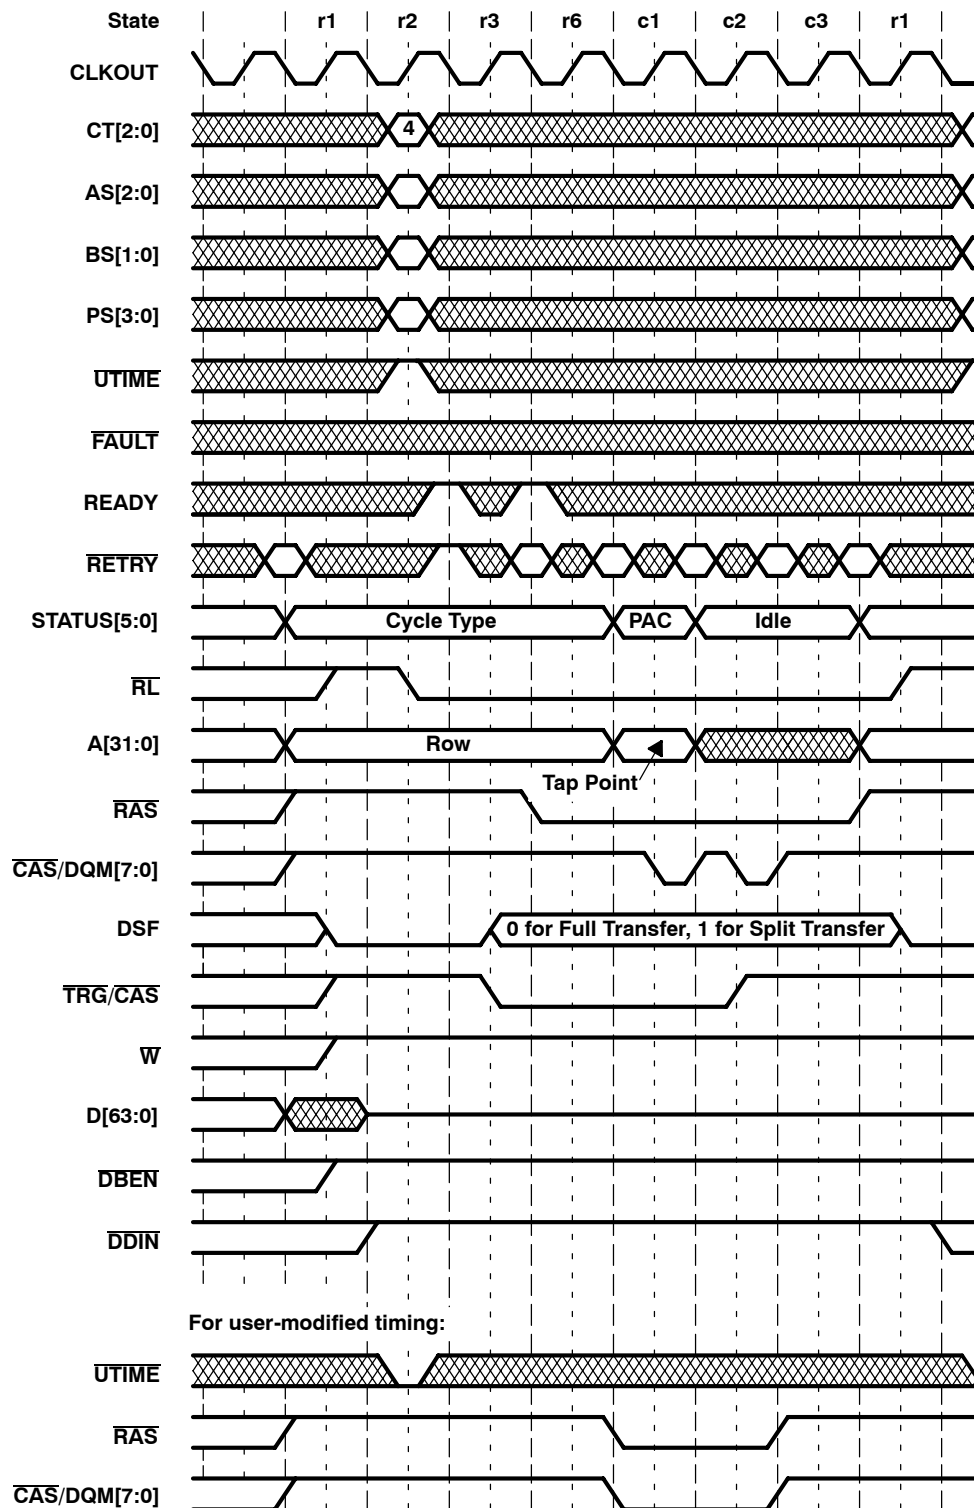 State r1 r2 r3 r6 c1 c2 c3 r1
CLKOUT
CT[2:0] 4
AS[2:0]
BS[1:0]
PS[3:0]
UTIME
FAULT
READY
RETRY
STATUS[5:0] Cycle Type PAC Idle
RL
A[31:0] Row
Tap Point
RAS
CAS/DQM[7:0]
DSF 0 for Full Transfer, 1 for Split Transfer
TRG/CAS
W
D[63:0]
DBEN
DDIN
For user-modified timing:
UTIME
RAS
CAS/DQM[7:0]